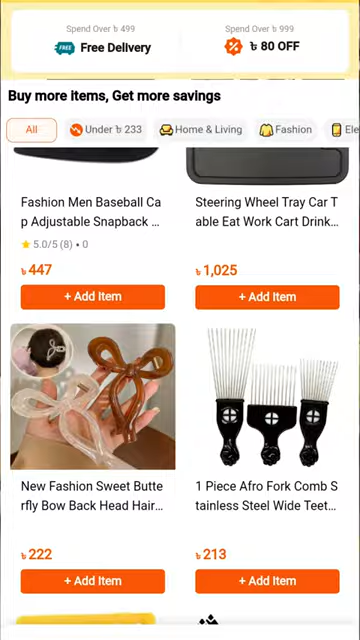 Spend Over ৳ 499
Spend Over ৳ 999
FREE
Free Delivery
৳ 80 OFF
Buy more items, Get more savings
All
Under ৳ 233
Home & Living
Fashion
Ele
Fashion Men Baseball Ca
p Adjustable Snapback ...
5.0/5 (8) • 0
৳ 447
+ Add Item
Steering Wheel Tray Car T
able Eat Work Cart Drink...
৳ 1,025
+ Add Item
New Fashion Sweet Butte
rfly Bow Back Head Hair...
৳ 222
+ Add Item
1 Piece Afro Fork Comb S
tainless Steel Wide Teet...
৳ 213
+ Add Item